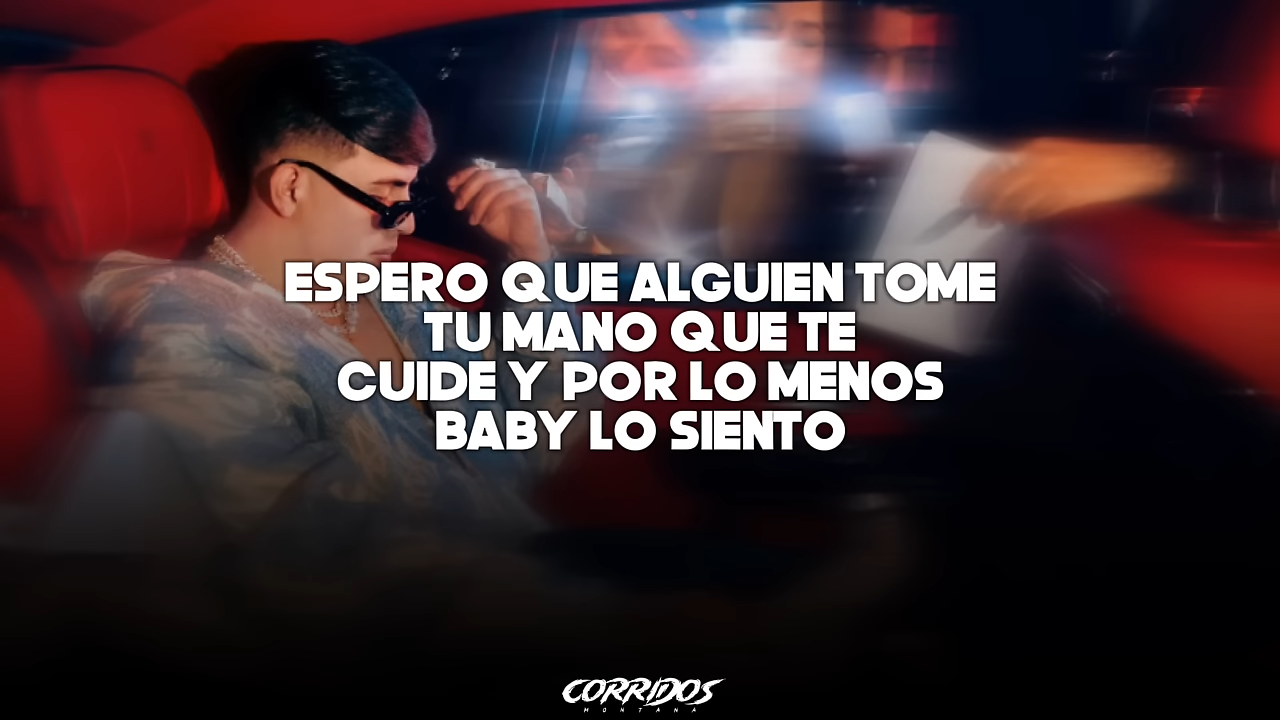 ESPERO QUE ALGUIEN TOME
TU MANO QUE TE
CUIDE Y POR LO MENOS
BABY LO SIENTO
CORRIDOS
MONTANA